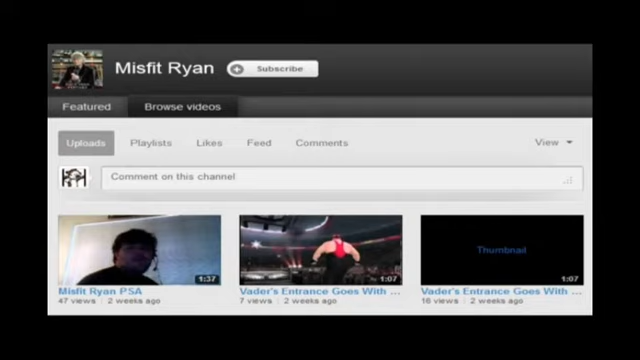 Misfit Ryan
Subscribe
Featured
Browse videos
Uploads
Playlists
Likes
Feed
Comments
View
Comment on this channel
1:37
1:07
Thumbnail
1:07
Misfit Ryan PSA
Vader's Entrance Goes With ...
Vader's Entrance Goes With ...
47 views 2 weeks ago
7 views 2 weeks ago
16 views 2 weeks ago